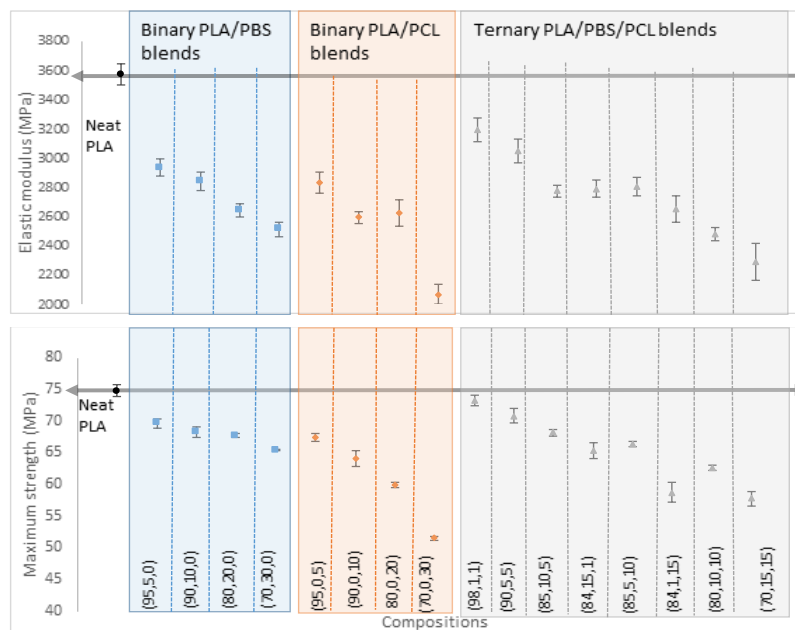 Binary PLA/PBS
blends
Binary PLA/PCL
blends
Ternary PLA/PBS/PCL blends
Elastic modulus (MPa)
3800
3600
3400
3200
3000
2800
2600
2400
2200
2000
Neat
PLA
Maximum strength (MPa)
80
75
70
65
60
55
50
45
40
Neat
PLA
(95,5,0)
(90,10,0)
(80,20,0)
(70,30,0)
(95,0,5)
(90,0,10)
80,0,20)
(70,0,30)
(98,1,1)
(90,5,5)
(85,10,5)
(84,15,1)
(85,5,10)
(84,1,15)
(80,10,10)
(70,15,15)
Compositions